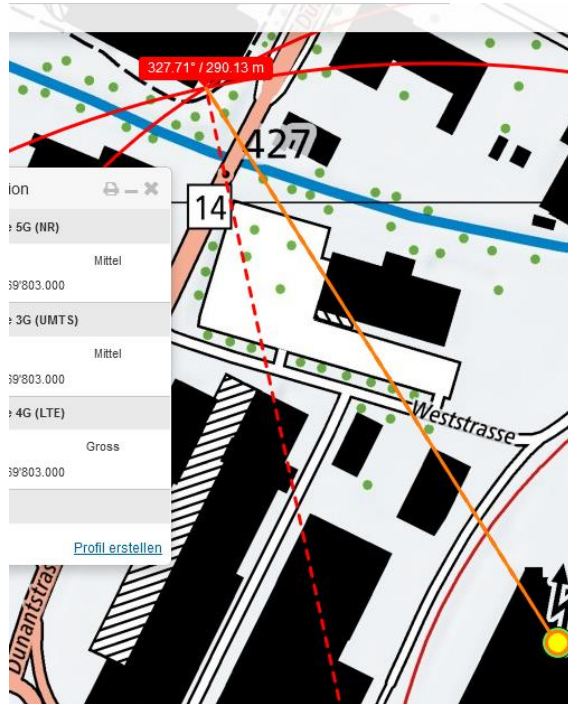 Dunant
327.71° / 290.13 m
427
14
ion
e 5G (NR)
Mittel
69'803.000
e 3G (UMTS)
Mittel
69'803.000
e 4G (LTE)
Gross
69'803.000
Profil erstellen
Weststrasse
Dunantstras